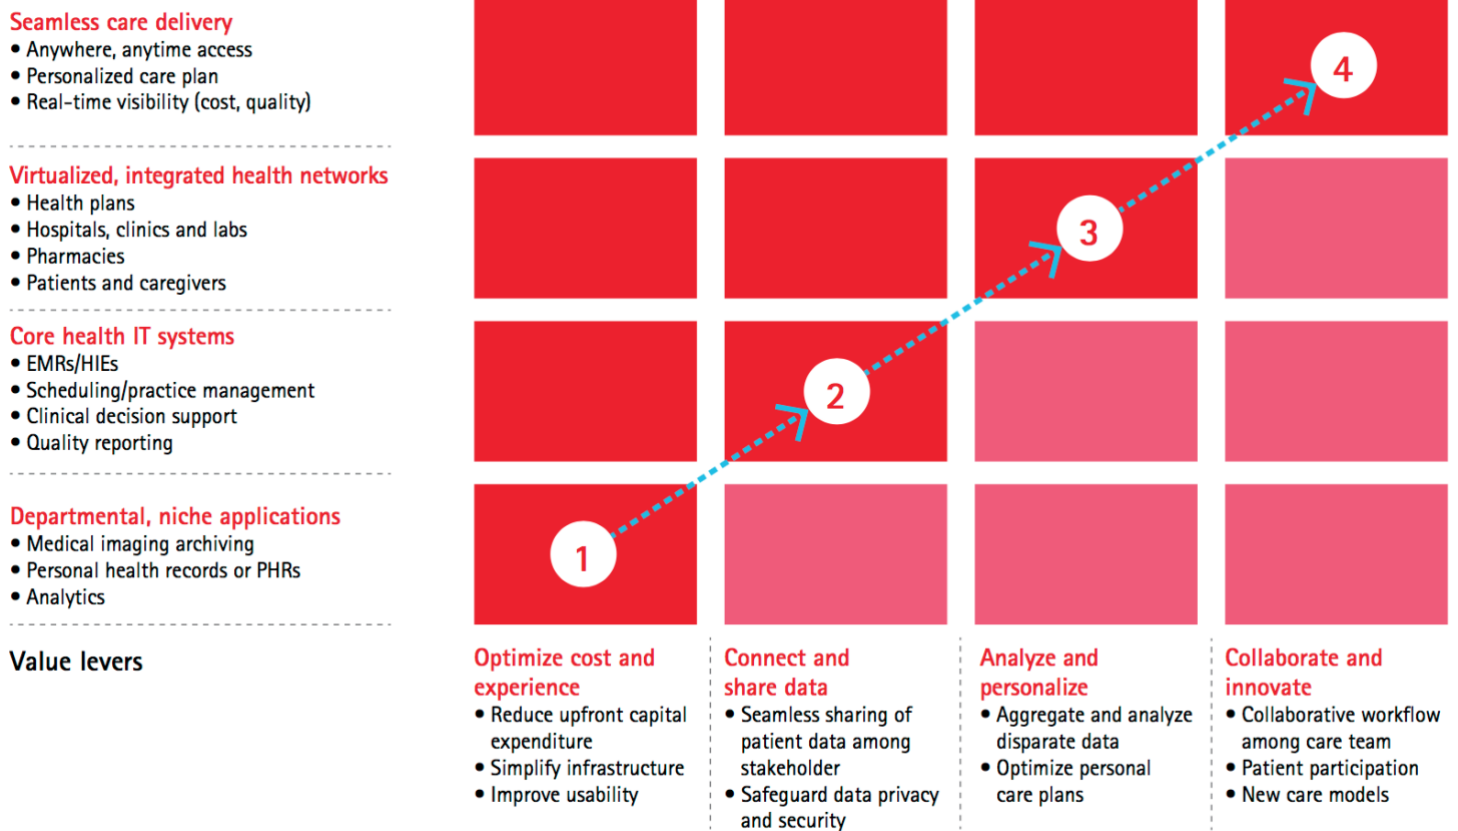 Seamless care delivery
• Anywhere, anytime access
• Personalized care plan
• Real-time visibility (cost, quality)
Virtualized, integrated health networks
• Health plans
• Hospitals, clinics and labs
• Pharmacies
• Patients and caregivers
Core health IT systems
• EMRs/HIEs
• Scheduling/practice management
• Clinical decision support
• Quality reporting
Departmental, niche applications
• Medical imaging archiving
• Personal health records or PHRs
• Analytics
4
3
2
1
Value levers
Optimize cost and
experience
• Reduce upfront capital
expenditure
• Simplify infrastructure
• Improve usability
Connect and
share data
• Seamless sharing of
patient data among
stakeholder
• Safeguard data privacy
and security
Analyze and
personalize
• Aggregate and analyze
disparate data
• Optimize personal
care plans
Collaborate and
innovate
• Collaborative workflow
among care team
• Patient participation
• New care models